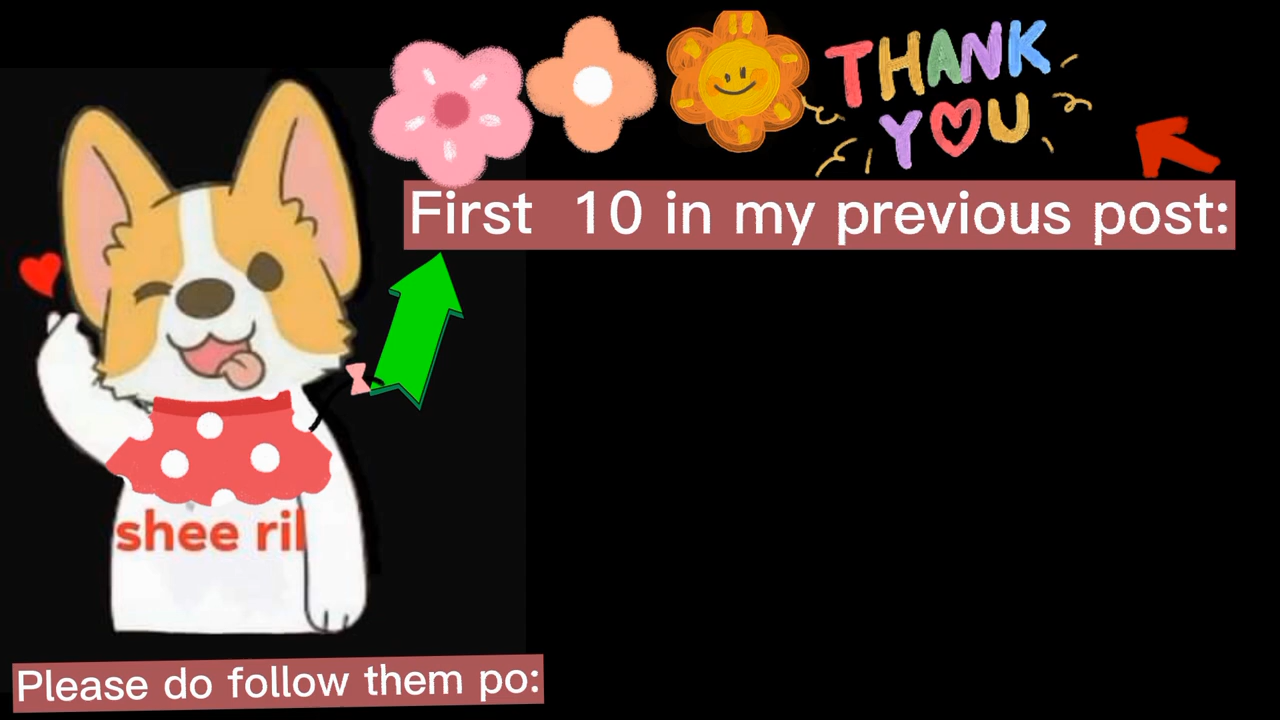 THANK
YOU
First 10 in my previous post:
shee ril
Please do follow them po: